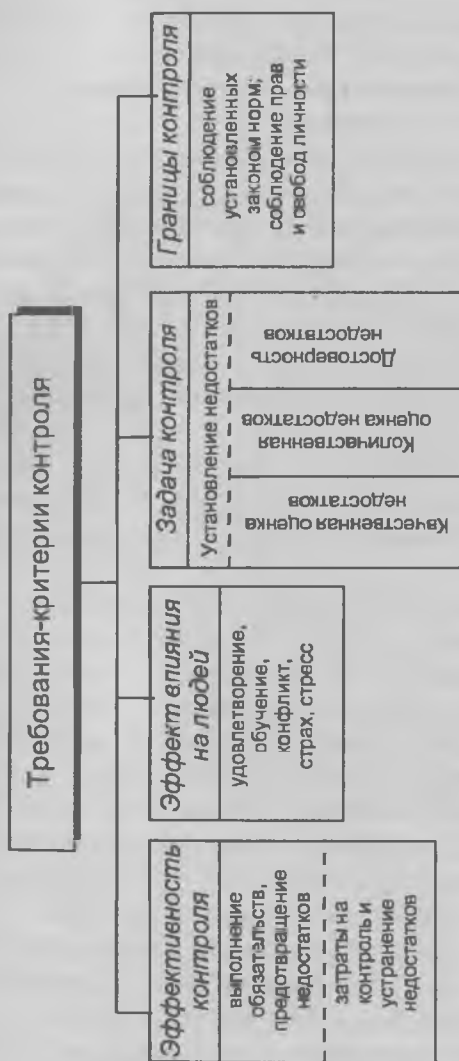 Требования-критерии контроля
Эффективность
контроля
выполнение
обязательств,
предотвращение
недостатков
затраты на
контроль и
устранение
недостатков
Эффект влияния
на людей
удовлетворение,
обучение,
конфликт,
страх, стресс
Задача контроля
Установление недостатков
Качественная оценка
недостатков
Количественная
оценка недостатков
Достоверность
недостатков
Границы контроля
соблюдение
установленных
законом норм;
соблюдение прав
и свобод личности